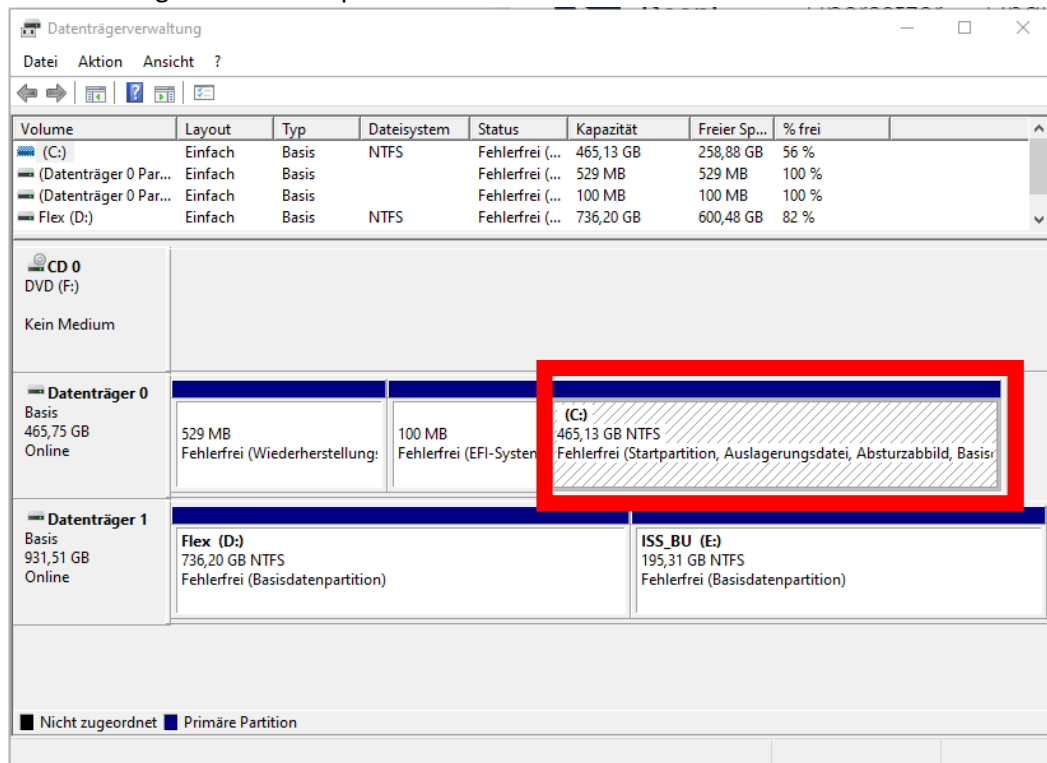 Datenträgerverwaltung
Datei Aktion Ansicht ?
Volume Layout Typ Dateisystem Status Kapazität Freier Sp... % frei
(C:) Einfach Basis NTFS Fehlerfrei (... 465,13 GB 258,88 GB 56 %
(Datenträger 0 Par... Einfach Basis Fehlerfrei (... 529 MB 529 MB 100 %
(Datenträger 0 Par... Einfach Basis Fehlerfrei (... 100 MB 100 MB 100 %
Flex (D:) Einfach Basis NTFS Fehlerfrei (... 736,20 GB 600,48 GB 82 %
CD 0
DVD (F:)
Kein Medium
Datenträger 0
Basis
465,75 GB
Online
529 MB
Fehlerfrei (Wiederherstellung:
100 MB
Fehlerfrei (EFI-System
(C:)
465,13 GB NTFS
Fehlerfrei (Startpartition, Auslagerungsdatei, Absturzabbild, Basis
Datenträger 1
Basis
931,51 GB
Online
Flex (D:)
736,20 GB NTFS
Fehlerfrei (Basisdatenpartition)
ISS_BU (E:)
195,31 GB NTFS
Fehlerfrei (Basisdatenpartition)
Nicht zugeordnet Primäre Partition